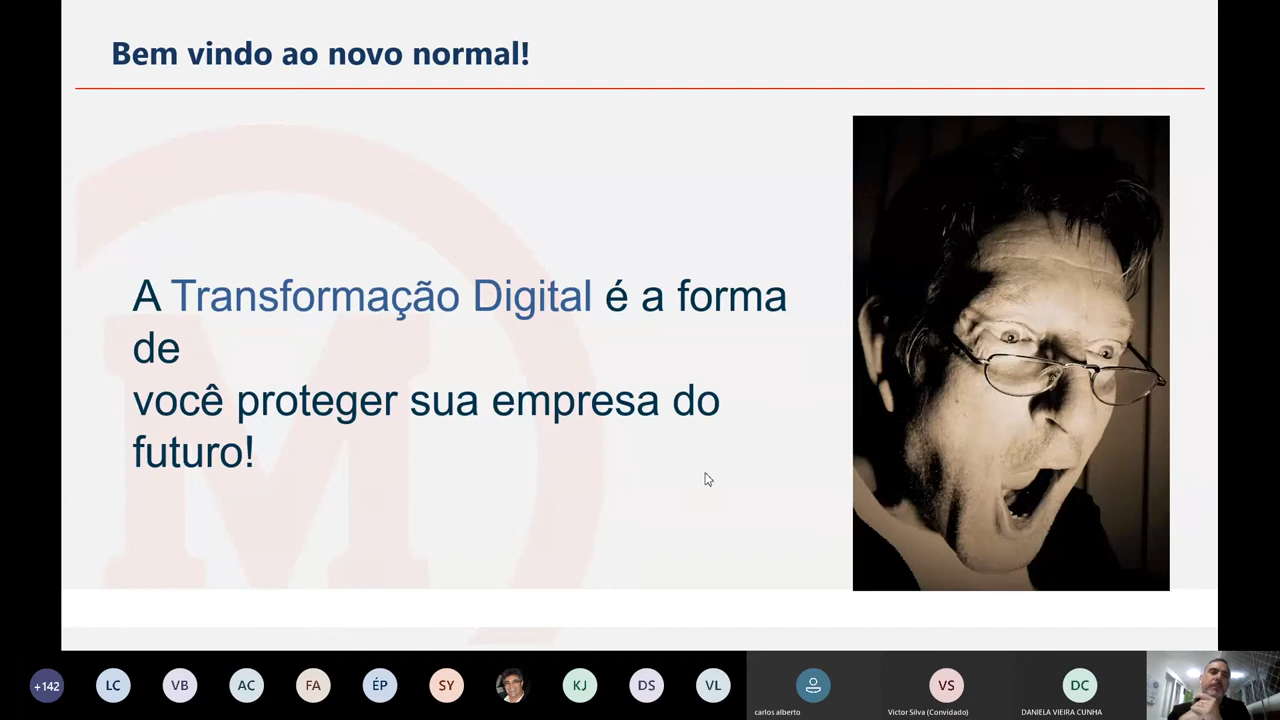 Bem vindo ao novo normal!
A Transformação Digital é a forma
de
você proteger sua empresa do
futuro!
M
+142
LC
VB
AC
FA
ÉP
SY
KJ
DS
VL
VS
DC
carlos alberto
Victor Silva (Convidado)
DANIELA VIEIRA CUNHA